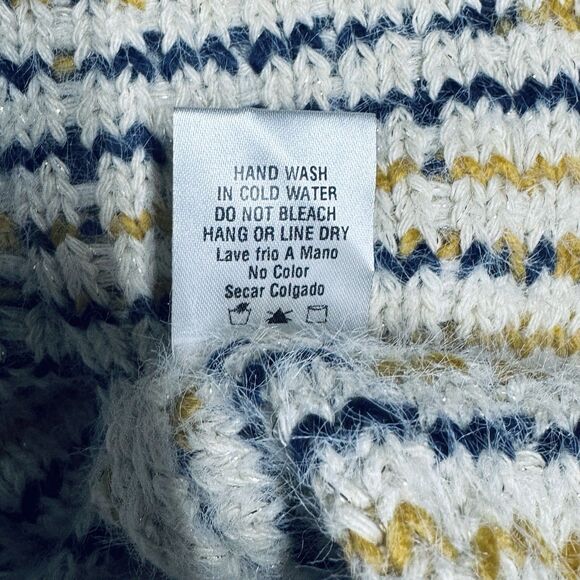 HAND WASH
IN COLD WATER
DO NOT BLEACH
HANG OR LINE DRY
Lave frio A Mano
No Color
Secar Colgado